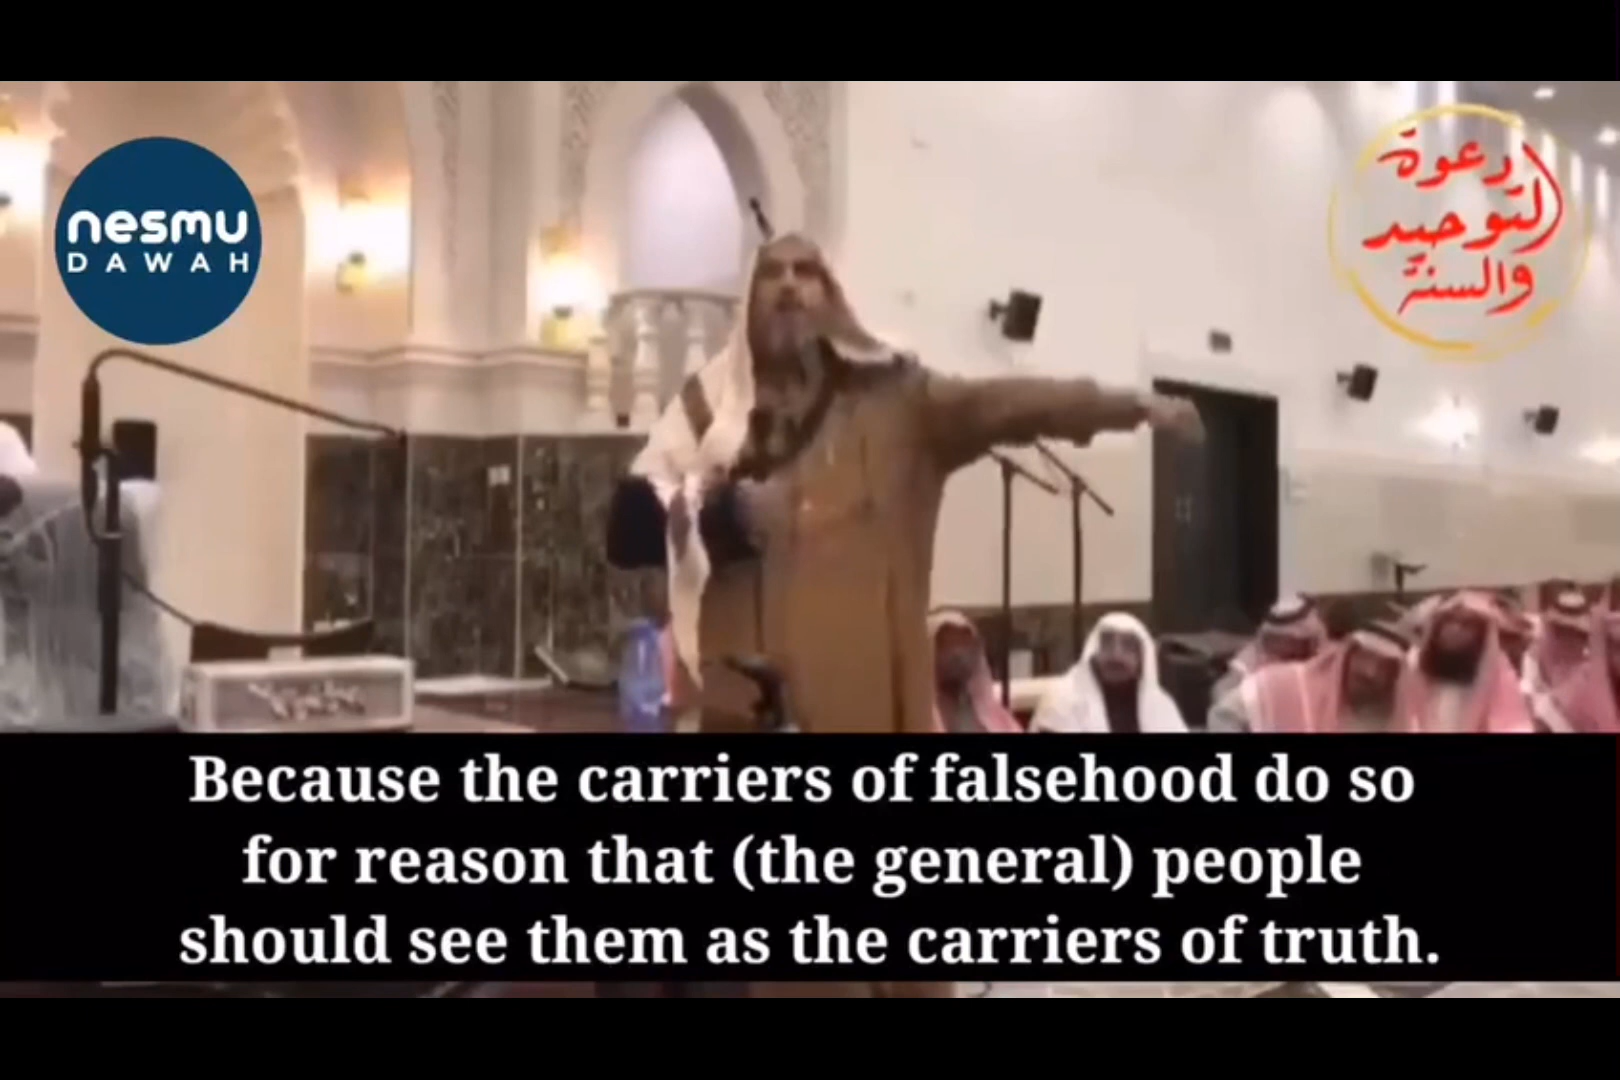 nesmu
DAWAH
دعوة
التوحيد
والسنة
Because the carriers of falsehood do so
for reason that (the general) people
should see them as the carriers of truth.